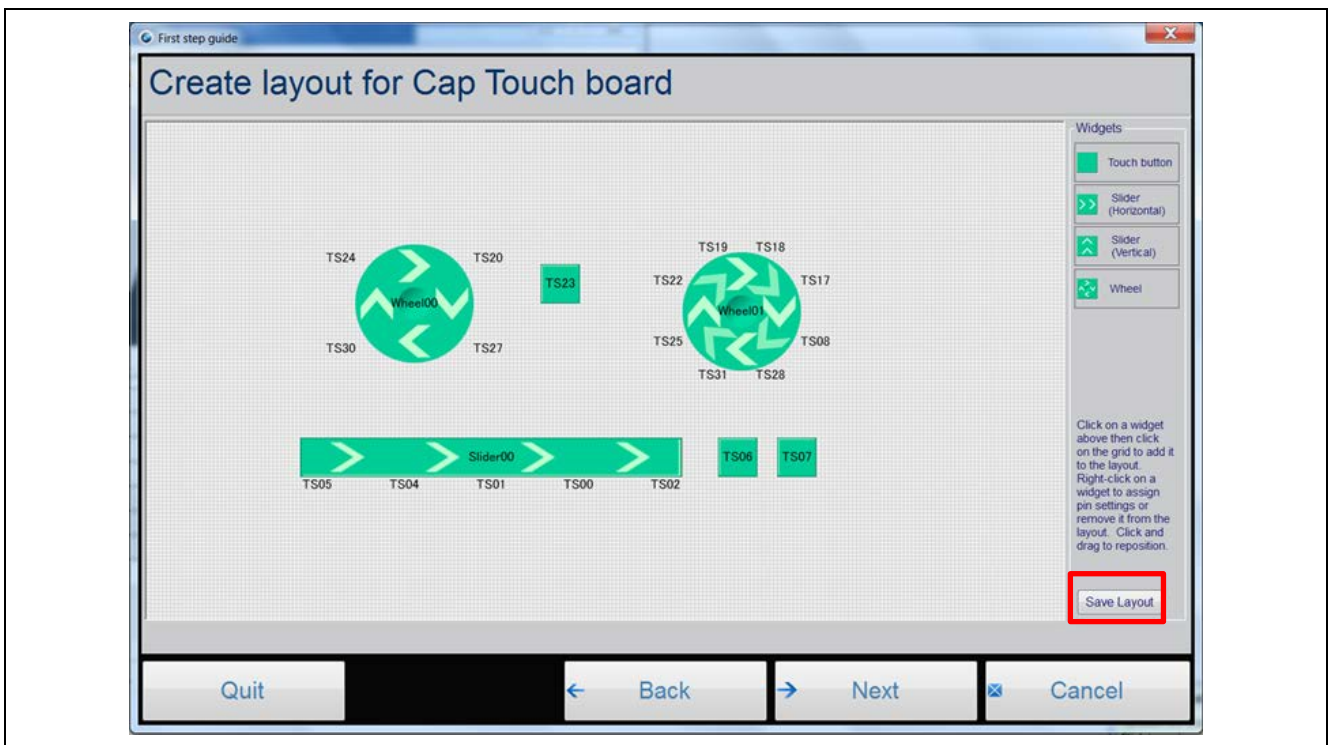 First step guide
Create layout for Cap Touch board
Widgets
Touch button
Slider
(Horizontal)
Slider
(Vertical)
Wheel
TS24
TS20
Wheel00
TS30
TS27
TS23
TS19
TS18
TS22
TS17
Wheel01
TS25
TS08
TS31
TS28
Slider00
TS05
TS04
TS01
TS00
TS02
TS06
TS07
Click on a widget
above then click
on the grid to add it
to the layout.
Right-click on a
widget to assign
pin settings or
remove it from the
layout. Click and
drag to reposition.
Save Layout
Quit
Back
Next
Cancel